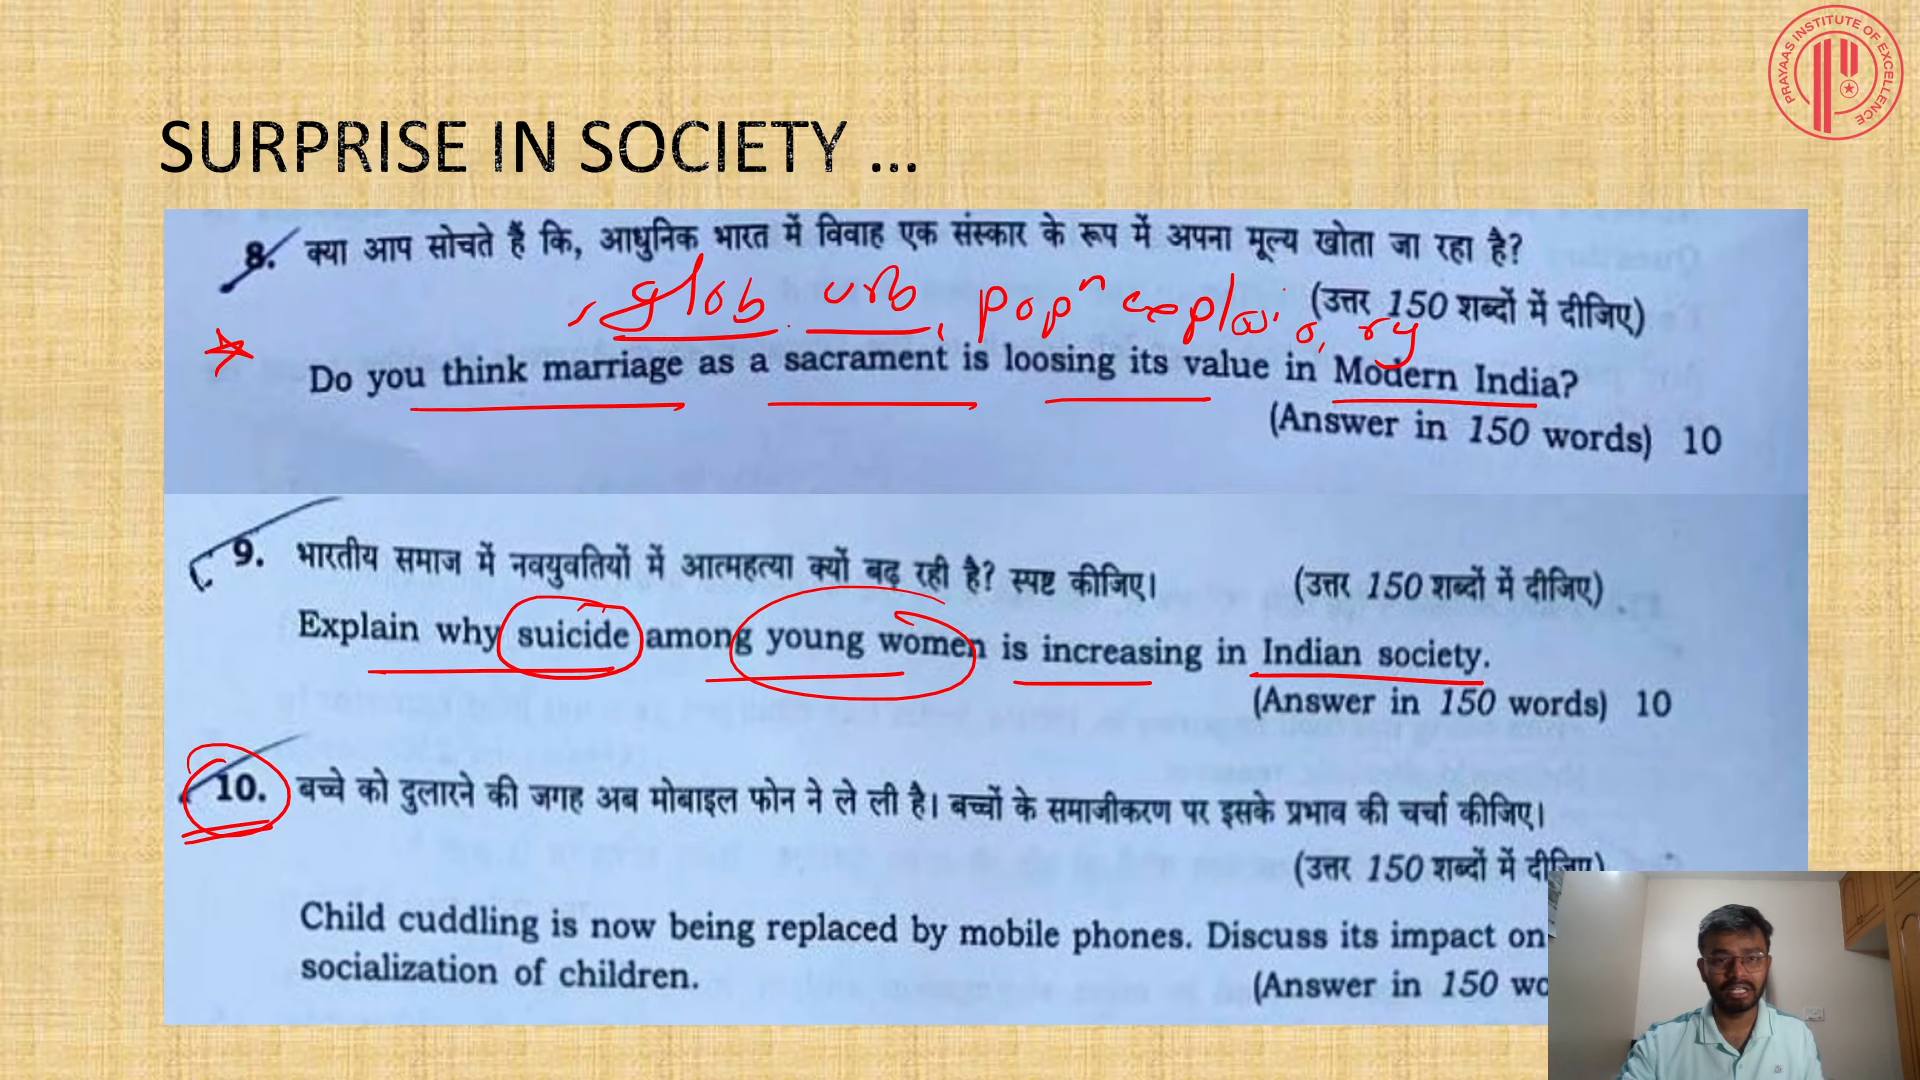 PRAYAAS INSTITUTE OF EXCELLENCE
SURPRISE IN SOCIETY ...
8. क्या आप सोचते हैं कि, आधुनिक भारत में विवाह एक संस्कार के रूप में अपना मूल्य खोता जा रहा है?
glob. urb, popn
(उत्तर 150 शब्दों में दीजिए)
Do you think marriage as a sacrament is loosing its value in Modern India?
(Answer in 150 words) 10
9. भारतीय समाज में नवयुवतियों में आत्महत्या क्यों बढ़ रही है? स्पष्ट कीजिए।
(उत्तर 150 शब्दों में दीजिए)
Explain why suicide among young women is increasing in Indian society.
(Answer in 150 words) 10
10. बच्चे को दुलारने की जगह अब मोबाइल फोन ने ले ली है। बच्चों के समाजीकरण पर इसके प्रभाव की चर्चा कीजिए।
(उत्तर 150 शब्दों में दीजिए)
Child cuddling is now being replaced by mobile phones. Discuss its impact on
socialization of children.
(Answer in 150 wo